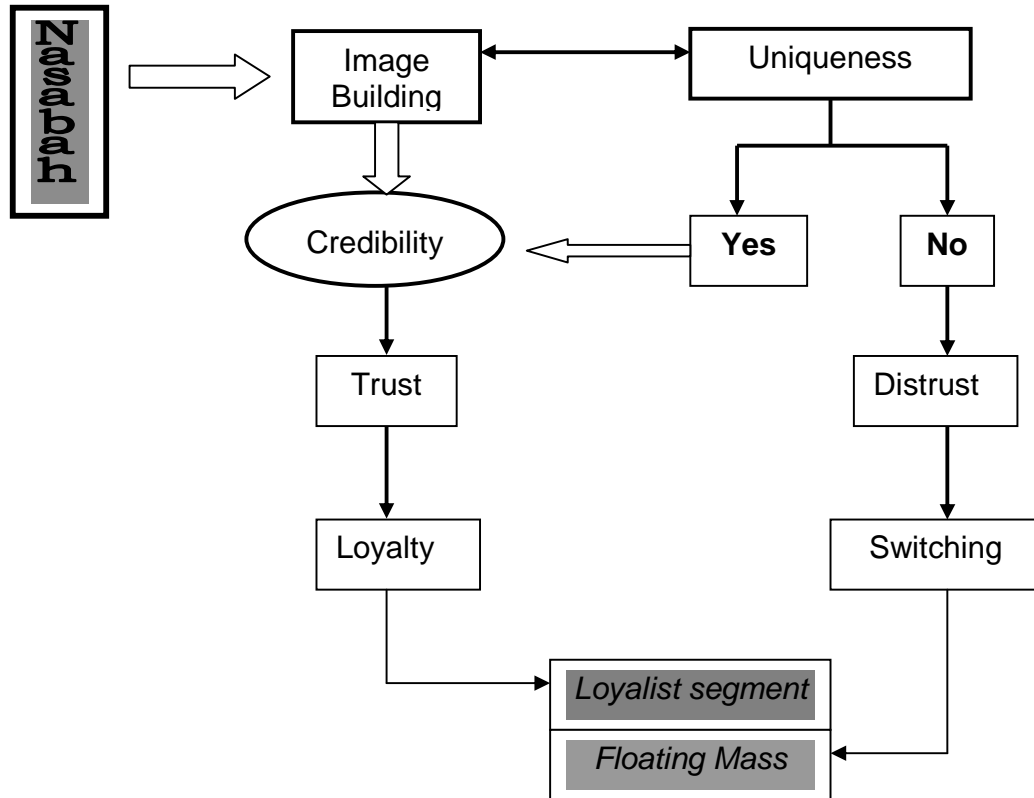 Nasabah
Image
Building
Uniqueness
Credibility
Yes
No
Trust
Distrust
Loyalty
Switching
Loyalist segment
Floating Mass